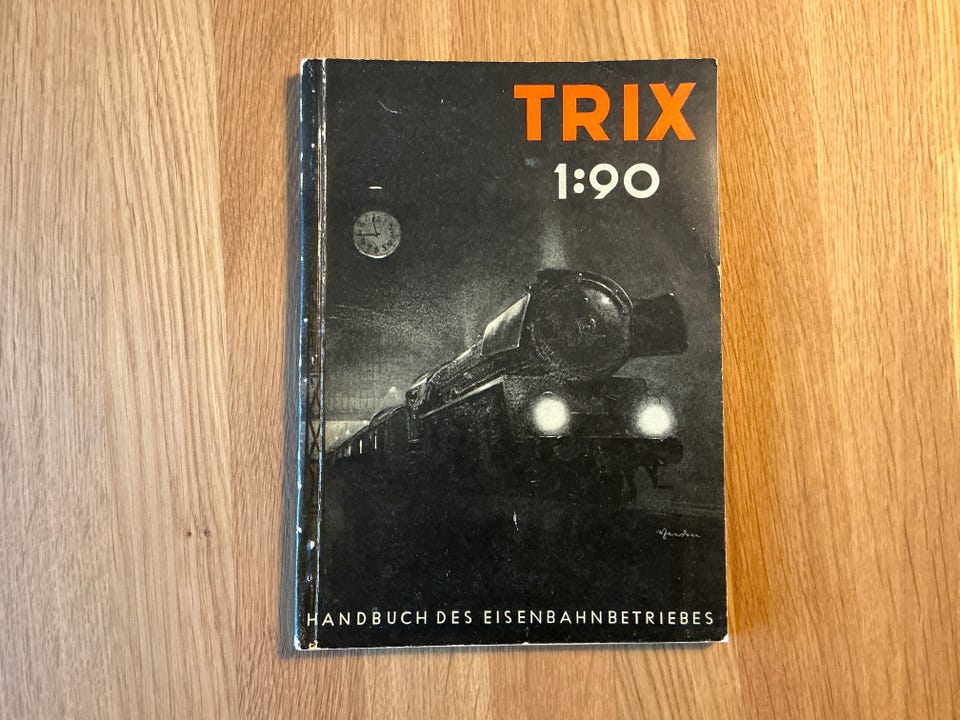 TRIX
1:90
HANDBUCH DES EISENBAHNBETRIEBES